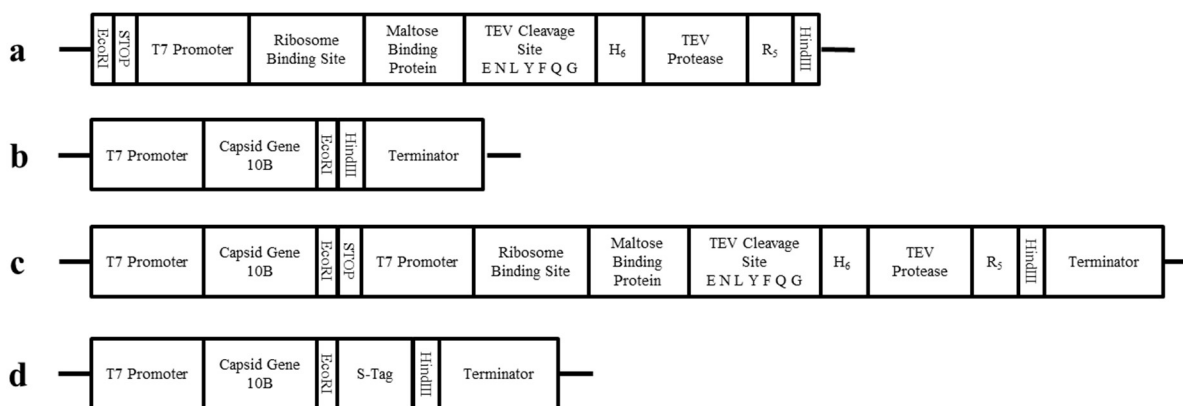 a
EcoRI
STOP
T7 Promoter
Ribosome
Binding Site
Maltose
Binding
Protein
TEV Cleavage
Site
E N L Y F Q G
H6
TEV
Protease
R5
HindIII
b
T7 Promoter
Capsid Gene
10B
EcoRI
HindIII
Terminator
c
T7 Promoter
Capsid Gene
10B
EcoRI
STOP
T7 Promoter
Ribosome
Binding Site
Maltose
Binding
Protein
TEV Cleavage
Site
E N L Y F Q G
H6
TEV
Protease
R5
HindIII
Terminator
d
T7 Promoter
Capsid Gene
10B
EcoRI
S-Tag
HindIII
Terminator